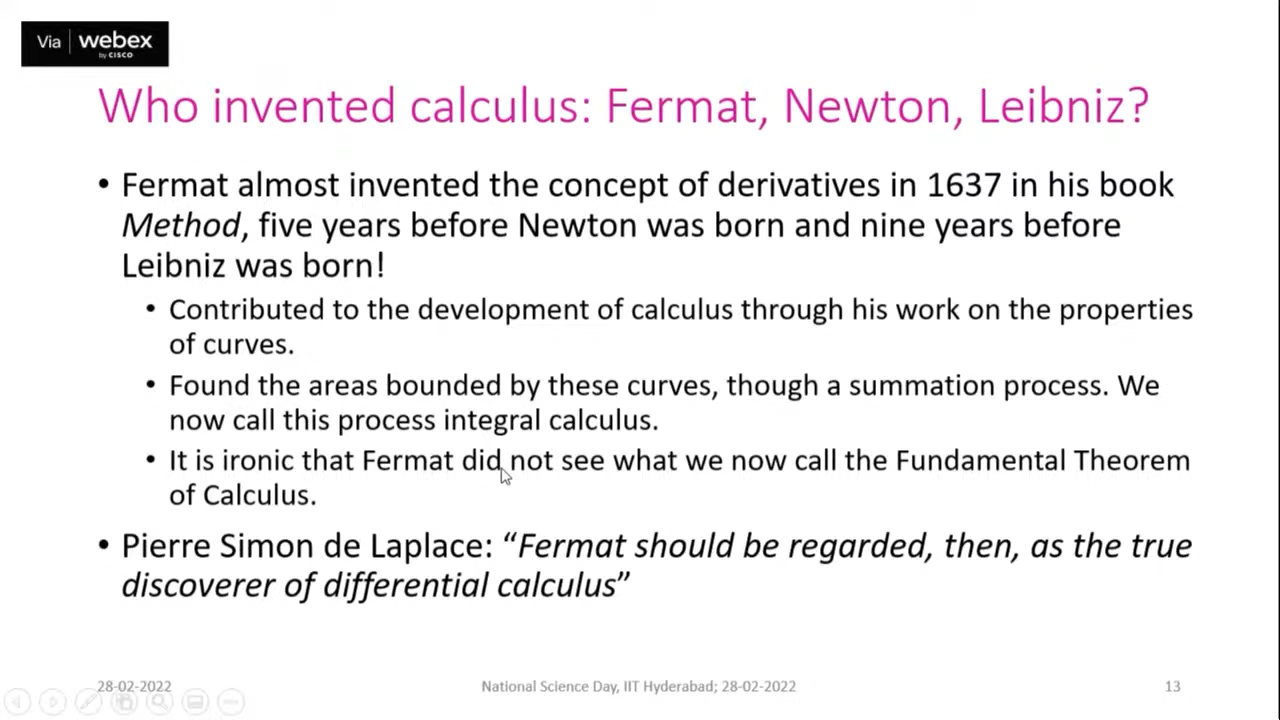 Via | webex
by CISCO
Who invented calculus: Fermat, Newton, Leibniz?
• Fermat almost invented the concept of derivatives in 1637 in his book
Method, five years before Newton was born and nine years before
Leibniz was born!
• Contributed to the development of calculus through his work on the properties
of curves.
• Found the areas bounded by these curves, though a summation process. We
now call this process integral calculus.
• It is ironic that Fermat did not see what we now call the Fundamental Theorem
of Calculus.
• Pierre Simon de Laplace: “Fermat should be regarded, then, as the true
discoverer of differential calculus”
28-02-2022 National Science Day, IIT Hyderabad; 28-02-2022 13